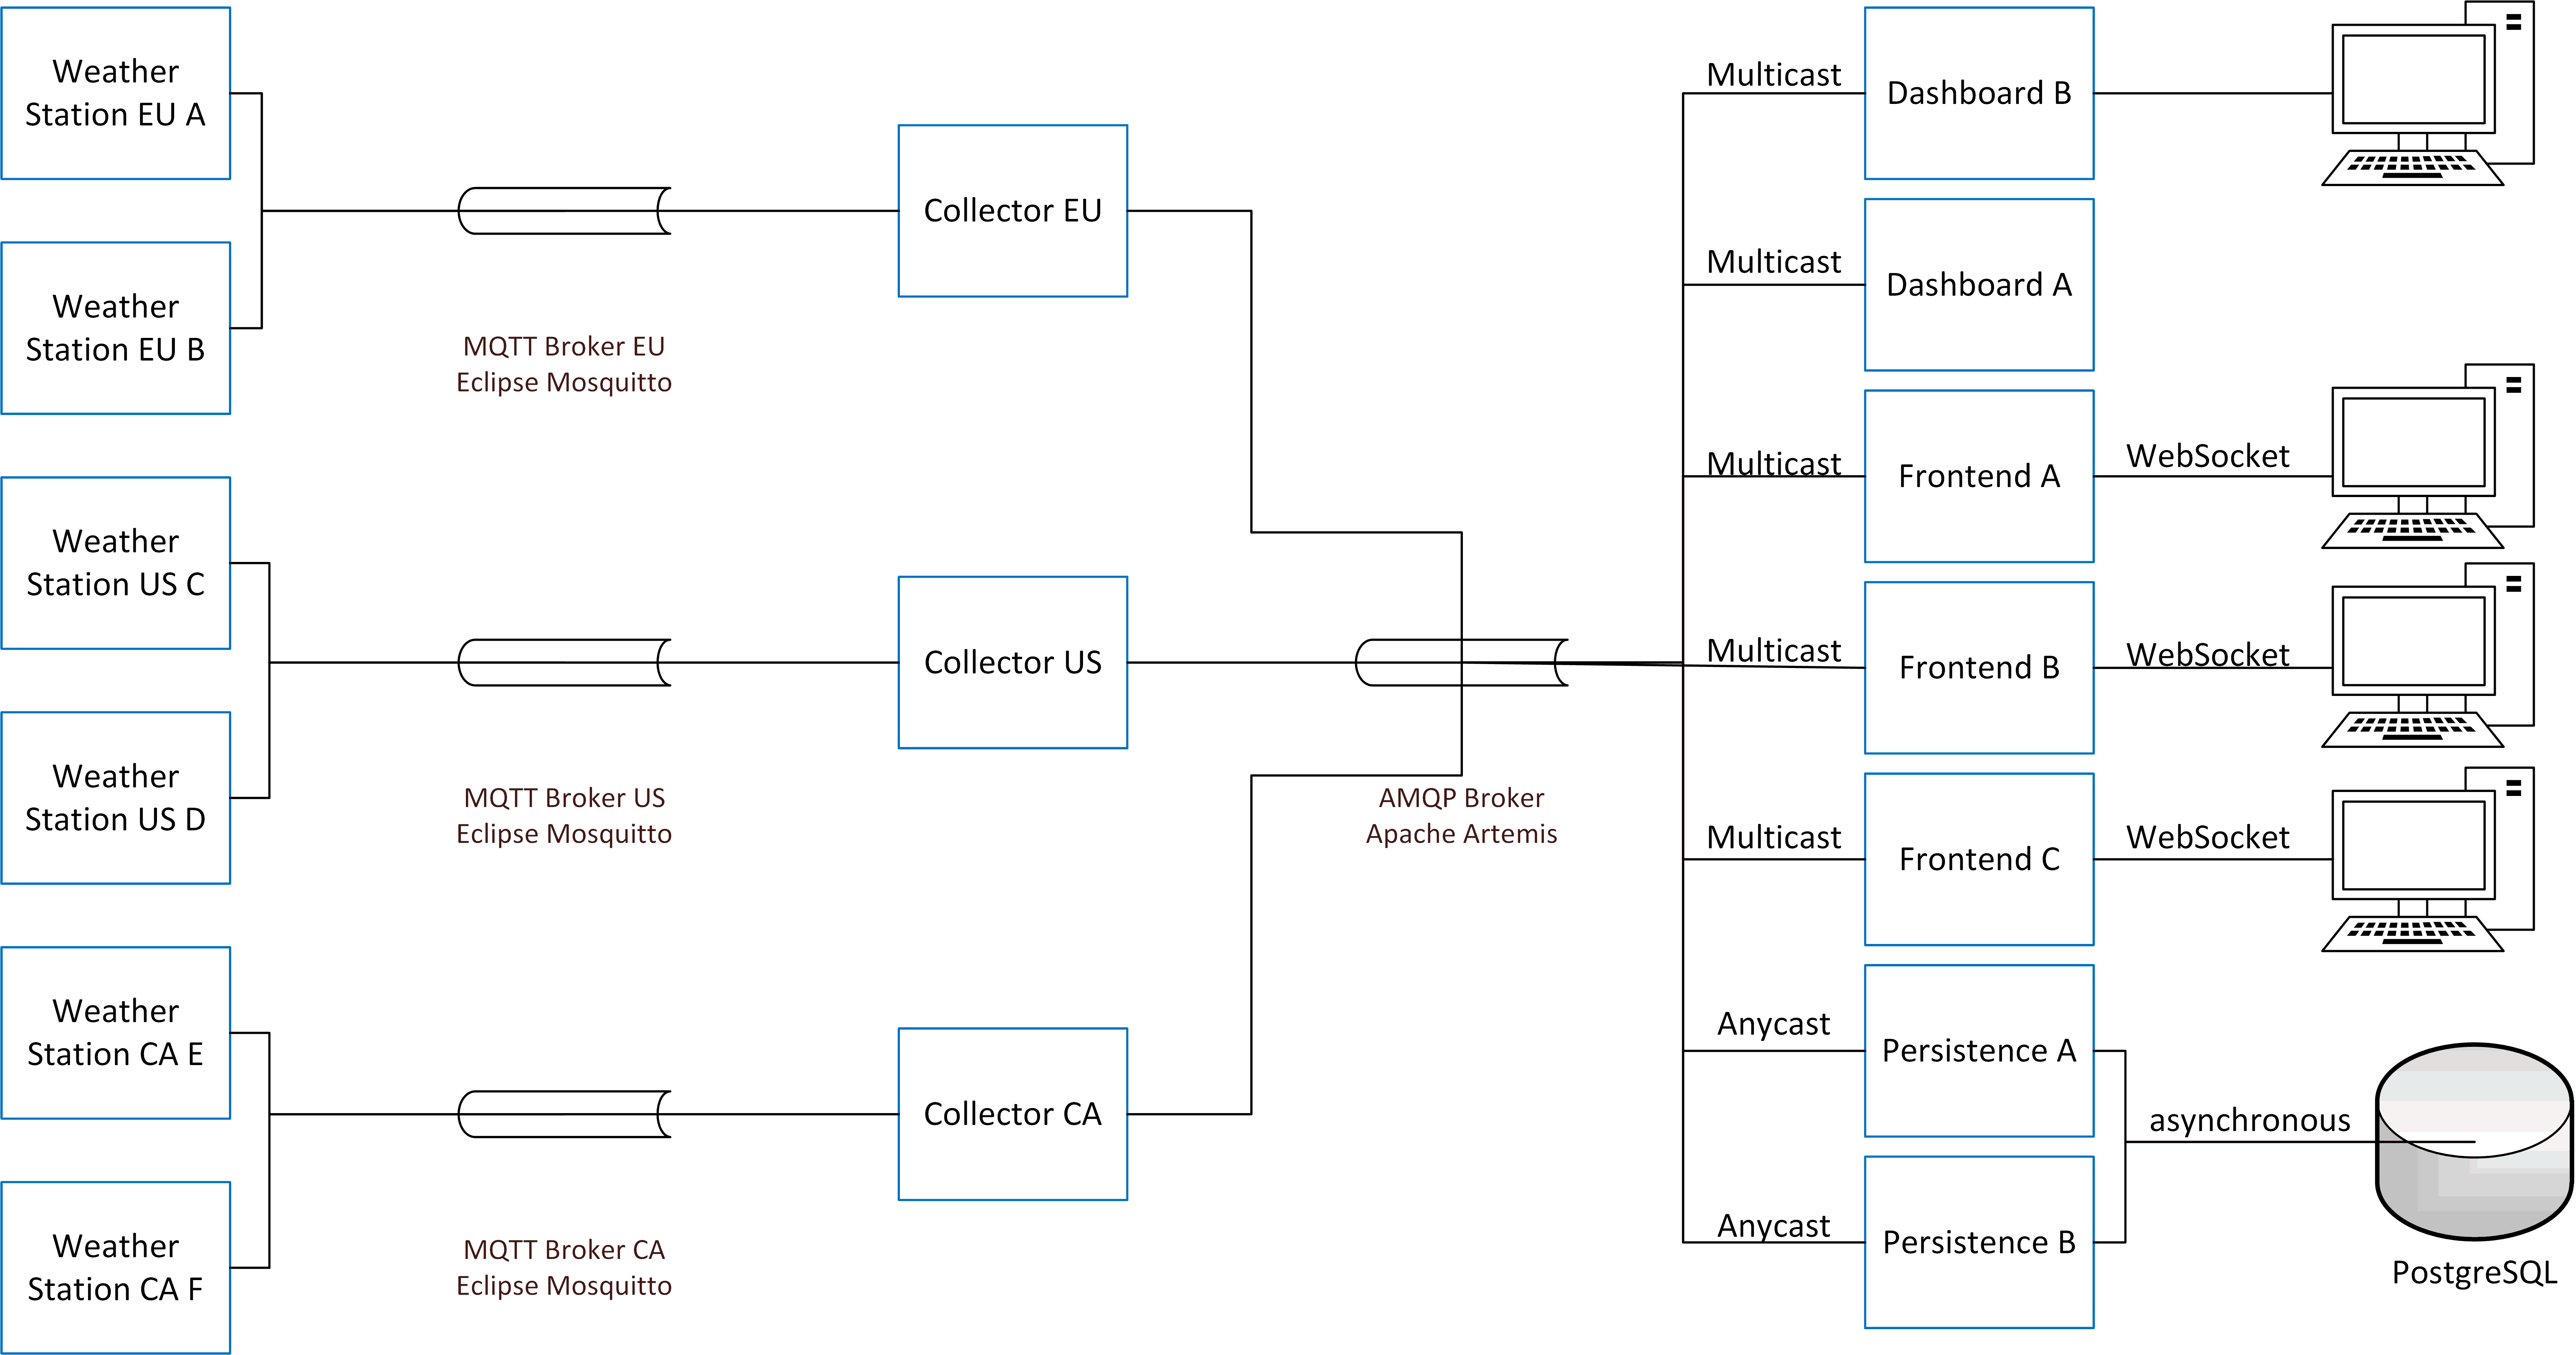 Weather
Station EU A
Weather
Station EU B
MQTT Broker EU
Eclipse Mosquitto
Collector EU
Weather
Station US C
Weather
Station US D
MQTT Broker US
Eclipse Mosquitto
Collector US
Weather
Station CA E
Weather
Station CA F
MQTT Broker CA
Eclipse Mosquitto
Collector CA
AMQP Broker
Apache Artemis
Multicast
Dashboard B
Multicast
Dashboard A
Multicast
Frontend A
WebSocket
Multicast
Frontend B
WebSocket
Multicast
Frontend C
WebSocket
Anycast
Persistence A
Anycast
Persistence B
asynchronous
PostgreSQL